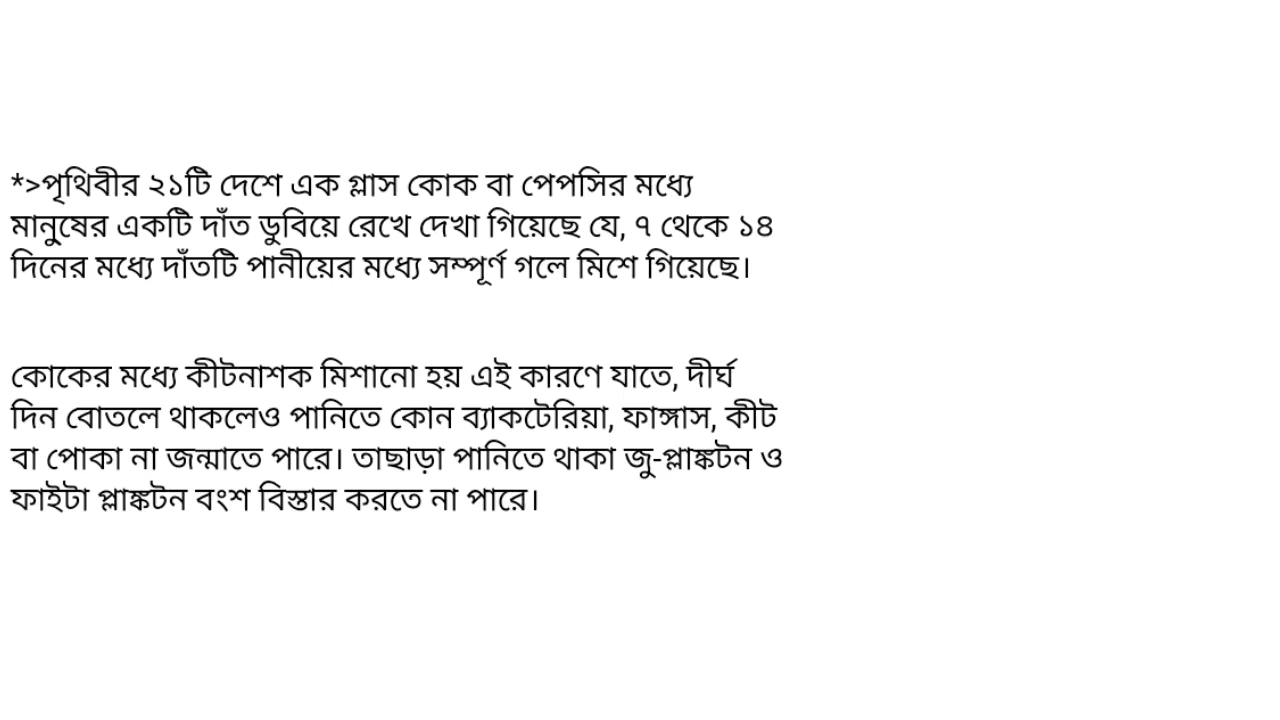 *>পৃথিবীর ২১টি দেশে এক গ্লাস কোক বা পেপসির মধ্যে
মানুষের একটি দাঁত ডুবিয়ে রেখে দেখা গিয়েছে যে, ৭ থেকে ১৪
দিনের মধ্যে দাঁতটি পানীয়ের মধ্যে সম্পূর্ণ গলে মিশে গিয়েছে।
কোকের মধ্যে কীটনাশক মিশানো হয় এই কারণে যাতে, দীর্ঘ
দিন বোতলে থাকলেও পানিতে কোন ব্যাকটেরিয়া, ফাঙ্গাস, কীট
বা পোকা না জন্মাতে পারে। তাছাড়া পানিতে থাকা জু-প্লাঙ্কটন ও
ফাইটা প্লাঙ্কটন বংশ বিস্তার করতে না পারে।